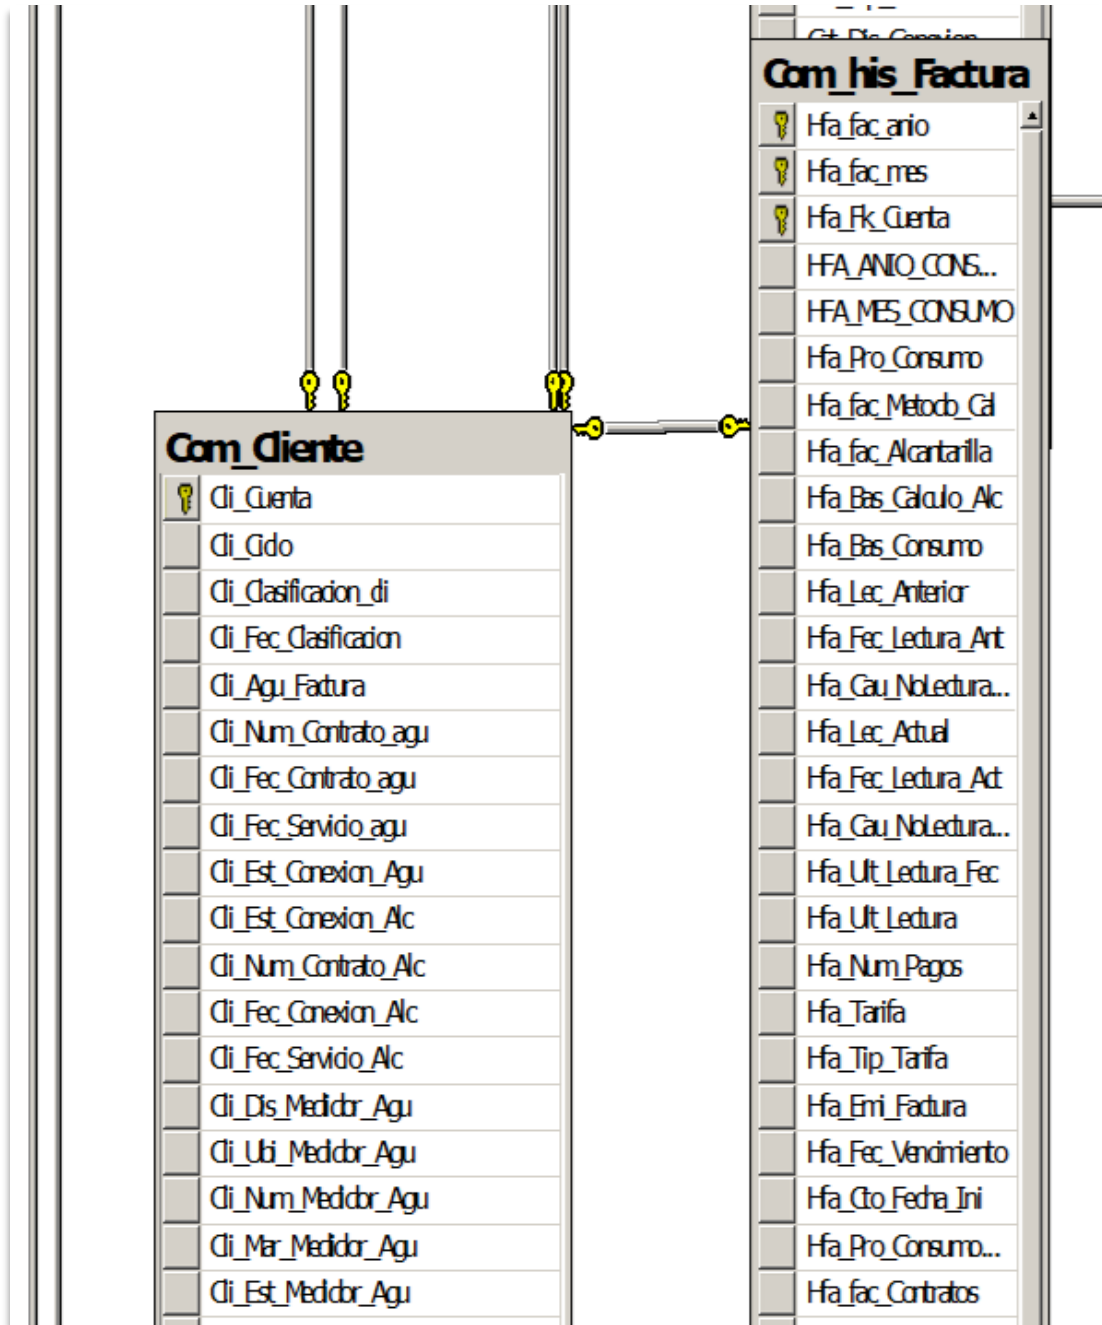 Com_Cliente
Cli_Cuenta
Cli_Ciclo
Cli_Clasificacion_cli
Cli_Fec_Clasificacion
Cli_Agu_Factura
Cli_Num_Contrato_agu
Cli_Fec_Contrato_agu
Cli_Fec_Servicio_agu
Cli_Est_Conexion_Agu
Cli_Est_Conexion_Alc
Cli_Num_Contrato_Alc
Cli_Fec_Conexion_Alc
Cli_Fec_Servicio_Alc
Cli_Dis_Medidor_Agu
Cli_Ubi_Medidor_Agu
Cli_Num_Medidor_Agu
Cli_Mar_Medidor_Agu
Cli_Est_Medidor_Agu
Com_his_Factura
Hfa_fac_anio
Hfa_fac_mes
Hfa_Fk_Cuenta
HFA_ANIO_CONS...
HFA_MES_CONSUMO
Hfa_Pro_Consumo
Hfa_fac_Metodo_Cal
Hfa_fac_Alcantarilla
Hfa_Bas_Calculo_Alc
Hfa_Bas_Consumo
Hfa_Lec_Anterior
Hfa_Fec_Lectura_Ant
Hfa_Cau_NoLectura...
Hfa_Lec_Actual
Hfa_Fec_Lectura_Act
Hfa_Cau_NoLectura...
Hfa_Ult_Lectura_Fec
Hfa_Ult_Lectura
Hfa_Num_Pagos
Hfa_Tarifa
Hfa_Tip_Tarifa
Hfa_Emi_Factura
Hfa_Fec_Vencimiento
Hfa_Cto_Fecha_Ini
Hfa_Pro_Consumo...
Hfa_fac_Contratos